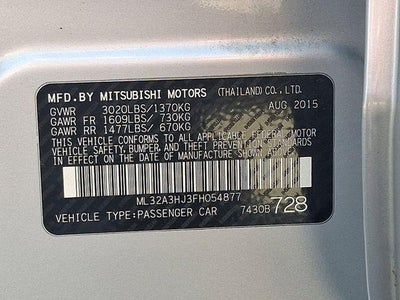 MFD.BY MITSUBISHI MOTORS (THAILAND) CO., LTD.
GVWR 3020LBS/1370KG AUG.2015
GAWR FR 1609LBS/ 730KG
GAWR RR 1477LBS/ 670KG
THIS VEHICLE CONFORMS TO ALL APPLICABLE FEDERAL MOTOR
VEHICLE SAFETY, BUMPER, AND THEFT PREVENTION STANDARDS
IN EFFECT ON THE DATE OF MANUFACTURE SHOWN ABOVE.
ML32A3HJ3FH054877
VEHICLE TYPE:PASSENGER CAR 7430B 728